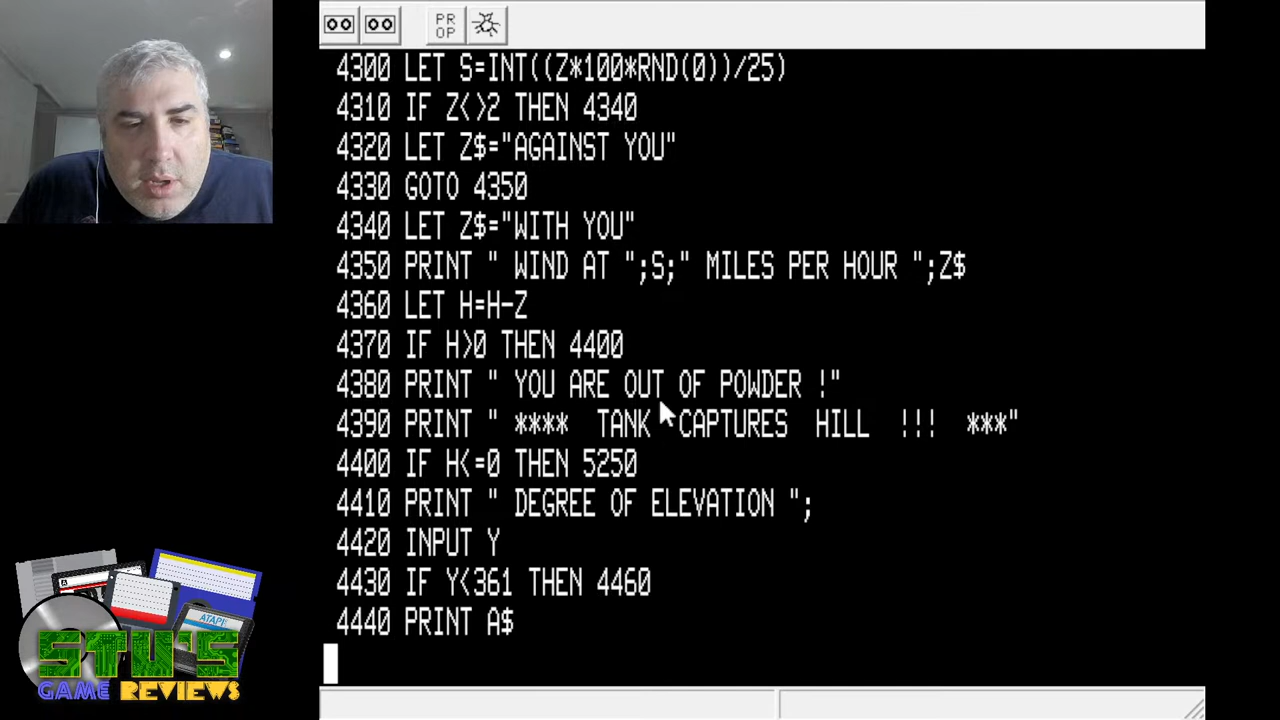 PR
OP
4300 LET S=INT((Z*100*RND(0))/25)
4310 IF Z<>2 THEN 4340
4320 LET Z$="AGAINST YOU"
4330 GOTO 4350
4340 LET Z$="WITH YOU"
4350 PRINT " WIND AT ";S;" MILES PER HOUR ";Z$
4360 LET H=H-Z
4370 IF H>0 THEN 4400
4380 PRINT " YOU ARE OUT OF POWDER !"
4390 PRINT " **** TANK CAPTURES HILL !!! ***"
4400 IF H<=0 THEN 5250
4410 PRINT " DEGREE OF ELEVATION ";
4420 INPUT Y
4430 IF Y<361 THEN 4460
4440 PRINT A$
ATARI
STU'S
GAME REVIEWS